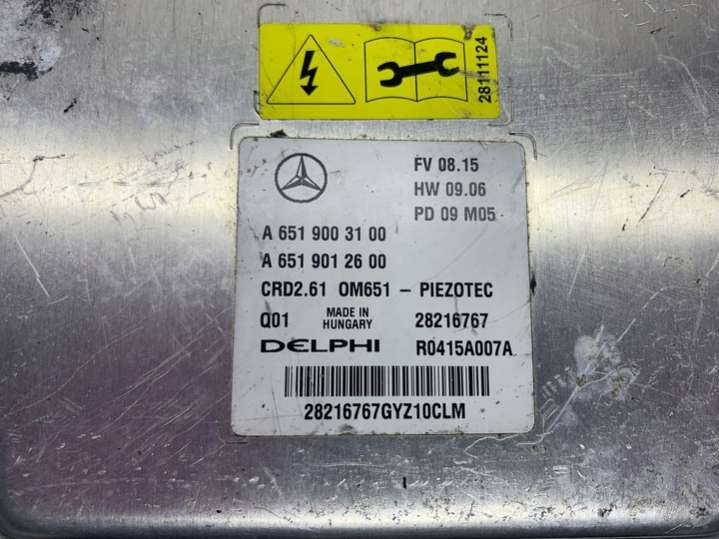 28111124
FV 08.15
HW 09.06
PD 09 M05
A 651 900 31 00
A 651 901 26 00
CRD2.61 OM651 - PIEZOTEC
Q01 MADE IN HUNGARY 28216767
DELPHI R0415A007A
28216767GYZ10CLM